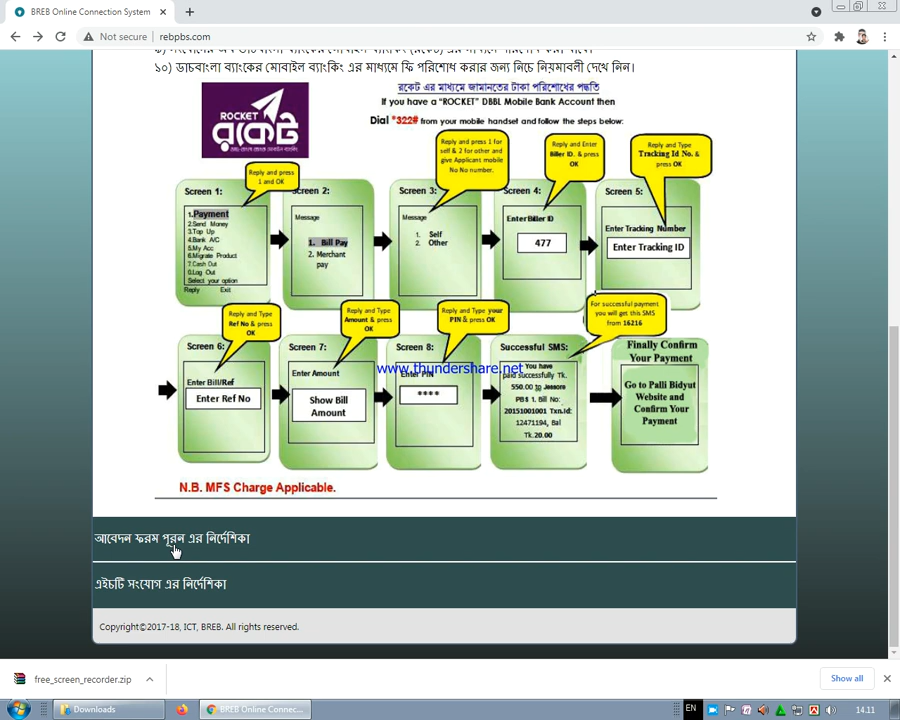 BREB Online Connection System
Not secure
rebpbs.com
১০) ডাচবাংলা ব্যাংকের মোবাইল ব্যাংকিং এর মাধ্যমে ফি পরিশোধ করার জন্য নিচে নিয়মাবলী দেখে নিন।
ROCKET
রকেট
রকেট এর মাধ্যমে জামানতের টাকা পরিশোধের পদ্ধতি
If you have a “ROCKET” DBBL Mobile Bank Account then
Dial *322# from your mobile handset and follow the steps below:
Reply and press
1 and OK
Reply and press 1 for
self & 2 for other and
give Applicant mobile
No No number.
Reply and Enter
Biller ID. & press
OK
Reply and Type
Tracking Id No. &
press OK
Screen 1:
1.Payment
2.Send Money
3.Top Up
4.Bank A/C
5.My Acc
6.Migrate Product
7.Cash Out
0.Log Out
Select your option
Reply Exit
Screen 2:
Message
1. Bill Pay
2. Merchant
pay
Screen 3:
Message
1. Self
2. Other
Screen 4:
Enter Biller ID
477
Screen 5:
Enter Tracking Number
Enter Tracking ID
Reply and Type
Ref No & press
OK
Reply and Type
Amount & press
OK
Reply and Type your
PIN & press OK
For successful payment
you will get this SMS
from 16216
Screen 6:
Enter Bill/Ref
Enter Ref No
Screen 7:
Enter Amount
Show Bill
Amount
Screen 8:
Enter PIN
****
Successful SMS:
You have
paid successfully Tk.
550.00 to Jessore
PBS 1. Bill No:
20151001001 Txn.Id:
12471194, Bal
Tk.20.00
Finally Confirm
Your Payment
Go to Palli Bidyut
Website and
Confirm Your
Payment
www.thundershare.net
N.B. MFS Charge Applicable.
আবেদন ফরম পূরন এর নির্দেশিকা
এইচটি সংযোগ এর নির্দেশিকা
Copyright©2017-18, ICT, BREB. All rights reserved.
free_screen_recorder.zip
Show all
Downloads
BREB Online Connec...
EN
14.11